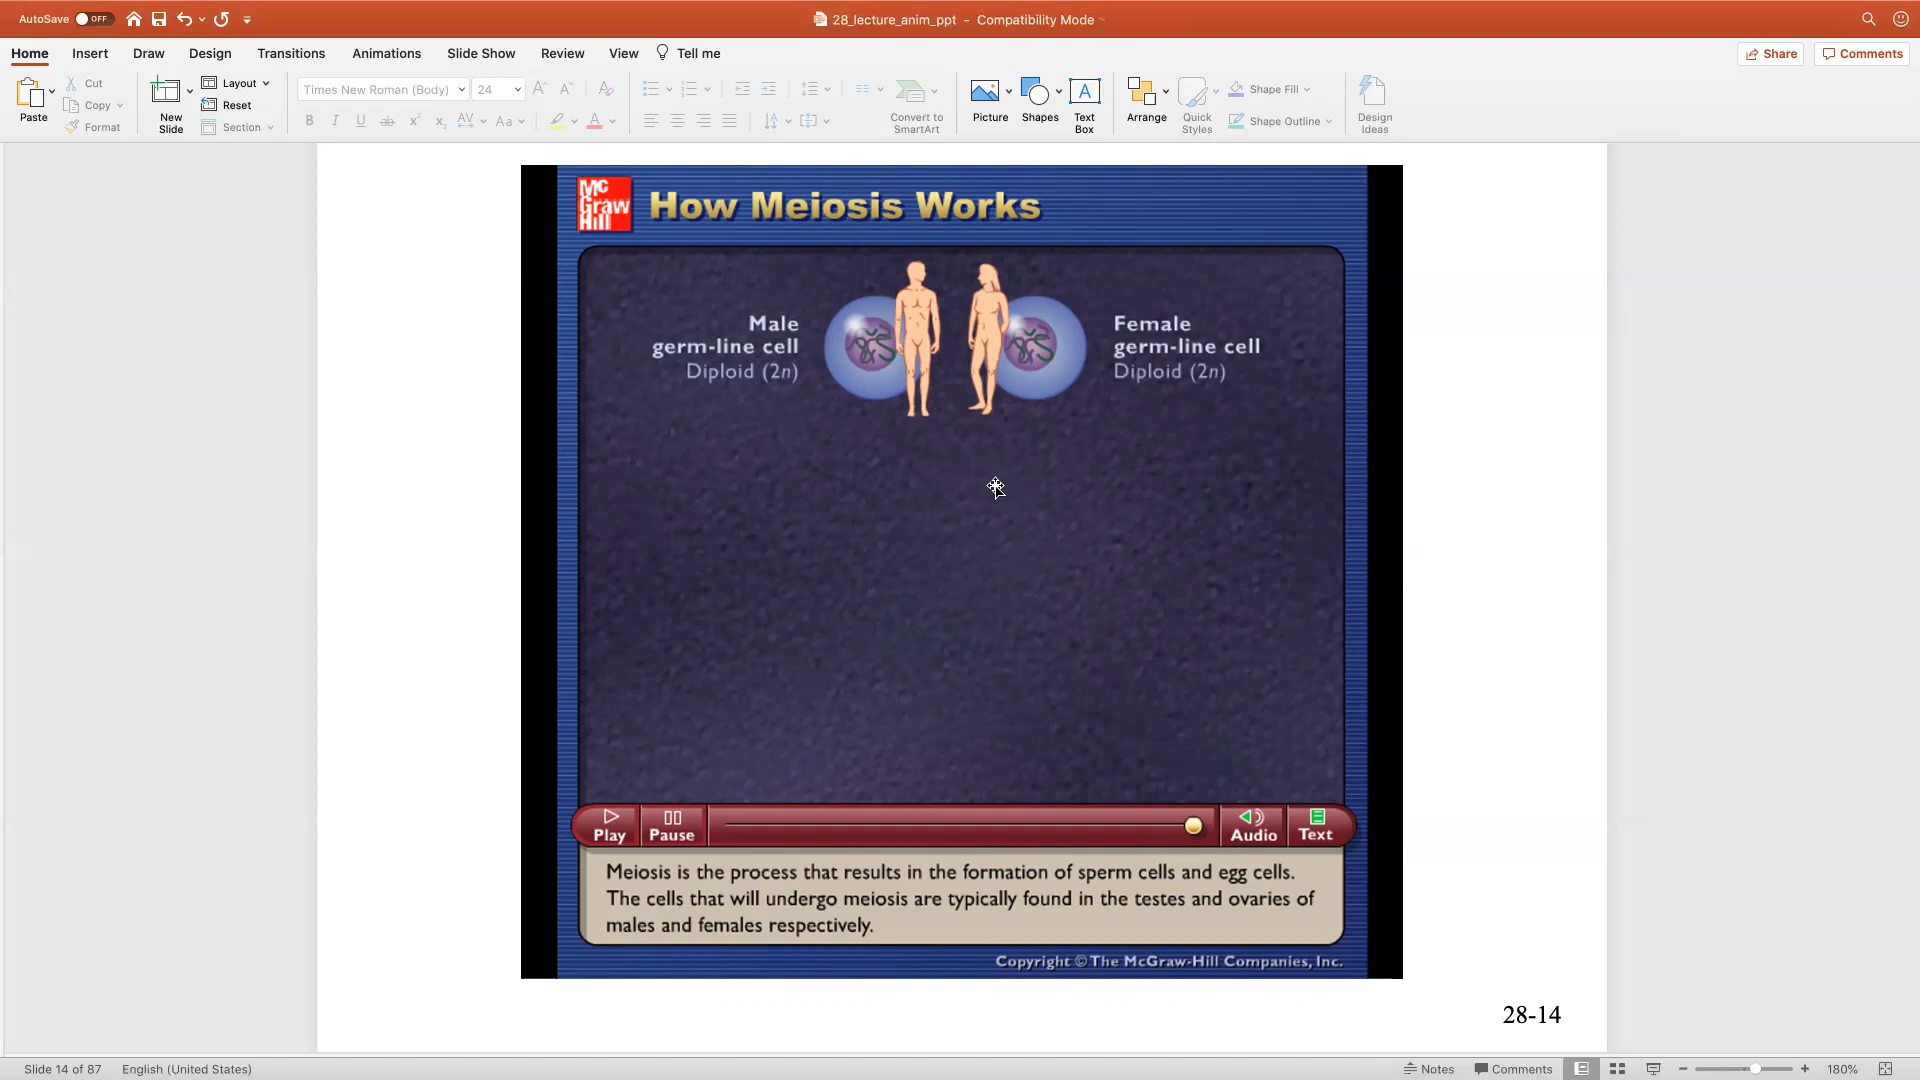 AutoSave OFF
28_lecture_anim_ppt - Compatibility Mode
Home Insert Draw Design Transitions Animations Slide Show Review View Tell me
Share Comments
Paste
Cut
Copy
Format
New Slide
Layout
Reset
Section
Times New Roman (Body) 24
B I U ab x² x₂ AV Aa A
Convert to SmartArt
Picture
Shapes
Text Box
Arrange
Quick Styles
Shape Fill
Shape Outline
Design Ideas
Mc
Graw
Hill
How Meiosis Works
Male
germ-line cell
Diploid (2n)
Female
germ-line cell
Diploid (2n)
Play Pause Audio Text
Meiosis is the process that results in the formation of sperm cells and egg cells.
The cells that will undergo meiosis are typically found in the testes and ovaries of
males and females respectively.
Copyright © The McGraw-Hill Companies, Inc.
28-14
Slide 14 of 87 English (United States) Notes Comments 180%